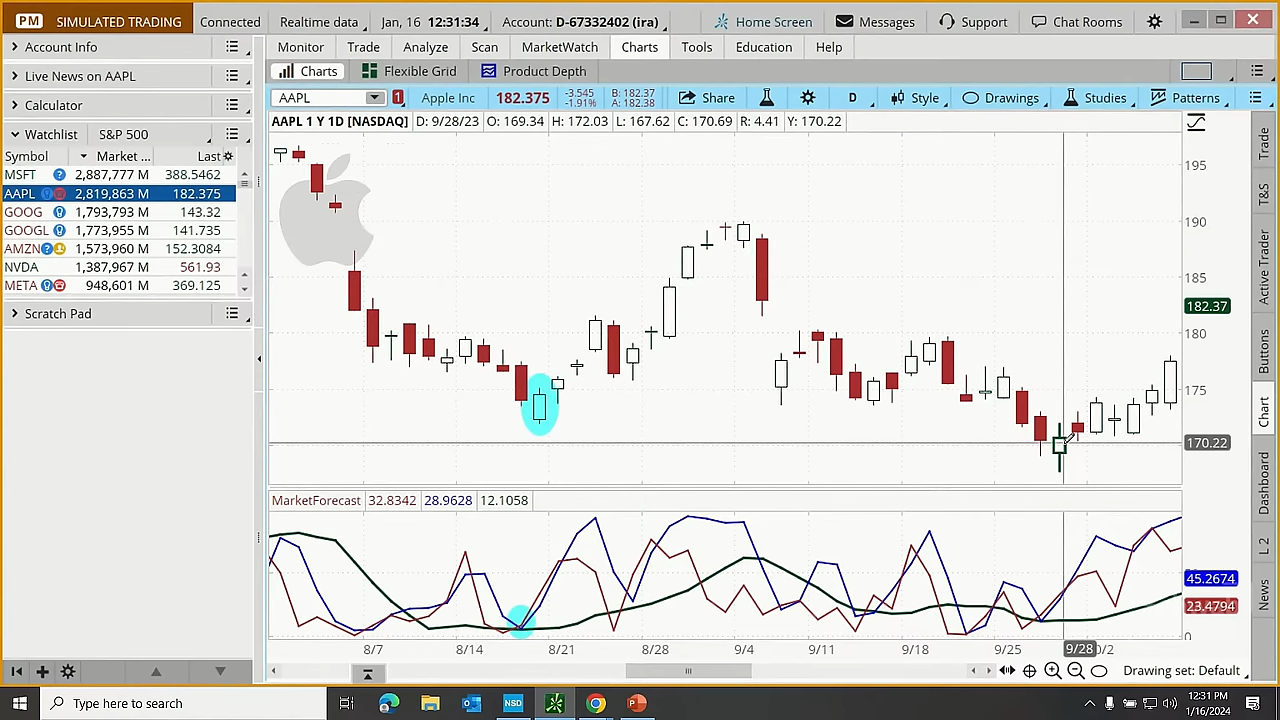 PM SIMULATED TRADING Connected Realtime data Jan, 16 12:31:34 Account: D-67332402 (ira) Home Screen Messages Support Chat Rooms
Account Info
Live News on AAPL
Calculator
Watchlist S&P 500
Symbol Market ... Last
MSFT 2,887,777 M 388.5462
AAPL 2,819,863 M 182.375
GOOG 1,793,793 M 143.32
GOOGL 1,773,955 M 141.735
AMZN 1,573,960 M 152.3084
NVDA 1,387,967 M 561.93
META 948,601 M 369.125
Scratch Pad
Monitor Trade Analyze Scan MarketWatch Charts Tools Education Help
Charts Flexible Grid Product Depth
AAPL 1 Apple Inc 182.375 -3.545 -1.91% B: 182.37 A: 182.38 Share D Style Drawings Studies Patterns
AAPL 1 Y 1D [NASDAQ] D: 9/28/23 O: 169.34 H: 172.03 L: 167.62 C: 170.69 R: 4.41 Y: 170.22
195
190
185
182.37
180
175
170.22
MarketForecast 32.8342 28.9628 12.1058
45.2674
23.4794
0
8/7 8/14 8/21 8/28 9/4 9/11 9/18 9/25 9/28 0/2
Drawing set: Default
Trade
T&S
Active Trader
Buttons
Chart
Dashboard
L 2
News
Type here to search
NSD
12:31 PM
1/16/2024